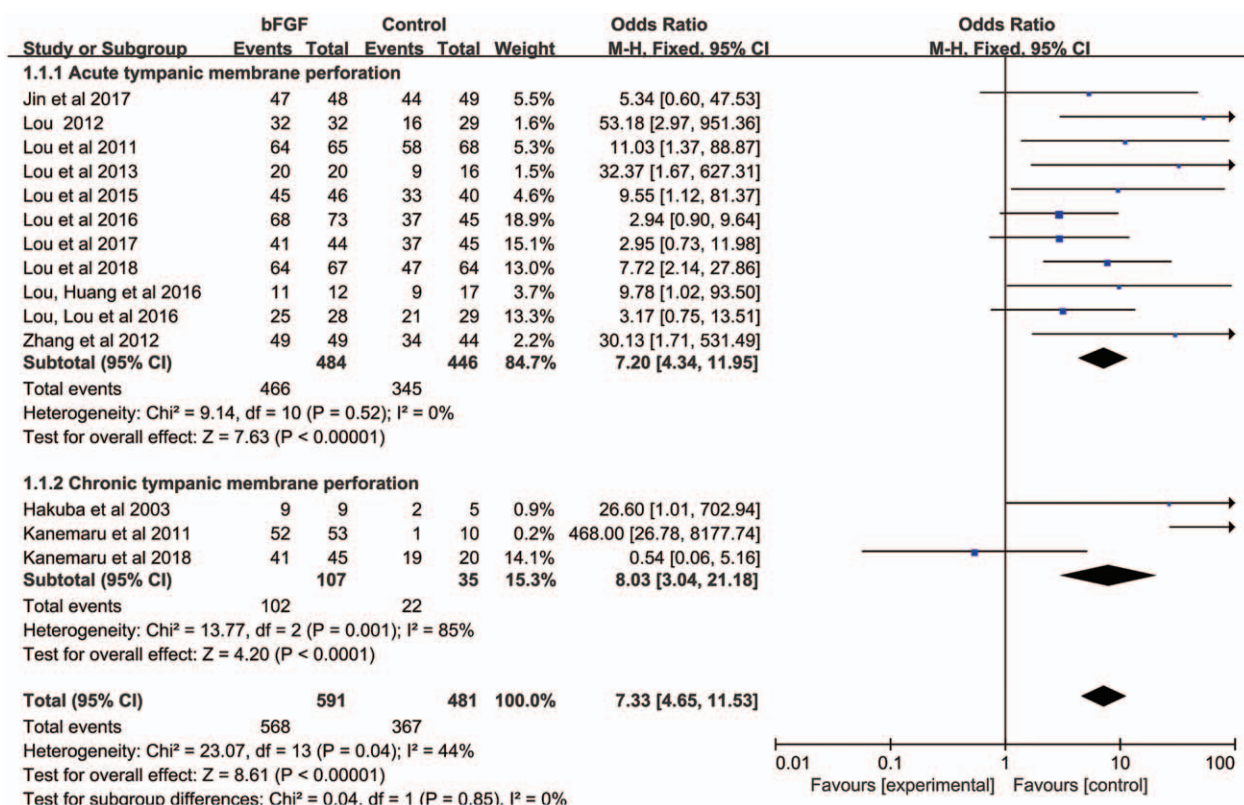 bFGF Control Odds Ratio Odds Ratio
Study or Subgroup Events Total Events Total Weight M-H, Fixed, 95% CI M-H, Fixed, 95% CI
1.1.1 Acute tympanic membrane perforation
Jin et al 2017 47 48 44 49 5.5% 5.34 [0.60, 47.53]
Lou 2012 32 32 16 29 1.6% 53.18 [2.97, 951.36]
Lou et al 2011 64 65 58 68 5.3% 11.03 [1.37, 88.87]
Lou et al 2013 20 20 9 16 1.5% 32.37 [1.67, 627.31]
Lou et al 2015 45 46 33 40 4.6% 9.55 [1.12, 81.37]
Lou et al 2016 68 73 37 45 18.9% 2.94 [0.90, 9.64]
Lou et al 2017 41 44 37 45 15.1% 2.95 [0.73, 11.98]
Lou et al 2018 64 67 47 64 13.0% 7.72 [2.14, 27.86]
Lou, Huang et al 2016 11 12 9 17 3.7% 9.78 [1.02, 93.50]
Lou, Lou et al 2016 25 28 21 29 13.3% 3.17 [0.75, 13.51]
Zhang et al 2012 49 49 34 44 2.2% 30.13 [1.71, 531.49]
Subtotal (95% CI) 484 446 84.7% 7.20 [4.34, 11.95]
Total events 466 345
Heterogeneity: Chi² = 9.14, df = 10 (P = 0.52); I² = 0%
Test for overall effect: Z = 7.63 (P < 0.00001)
1.1.2 Chronic tympanic membrane perforation
Hakuba et al 2003 9 9 2 5 0.9% 26.60 [1.01, 702.94]
Kanemaru et al 2011 52 53 1 10 0.2% 468.00 [26.78, 8177.74]
Kanemaru et al 2018 41 45 19 20 14.1% 0.54 [0.06, 5.16]
Subtotal (95% CI) 107 35 15.3% 8.03 [3.04, 21.18]
Total events 102 22
Heterogeneity: Chi² = 13.77, df = 2 (P = 0.001); I² = 85%
Test for overall effect: Z = 4.20 (P < 0.0001)
Total (95% CI) 591 481 100.0% 7.33 [4.65, 11.53]
Total events 568 367
Heterogeneity: Chi² = 23.07, df = 13 (P = 0.04); I² = 44%
Test for overall effect: Z = 8.61 (P < 0.00001)
Test for subgroup differences: Chi² = 0.04, df = 1 (P = 0.85), I² = 0%
0.01 0.1 1 10 100
Favours [experimental] Favours [control]